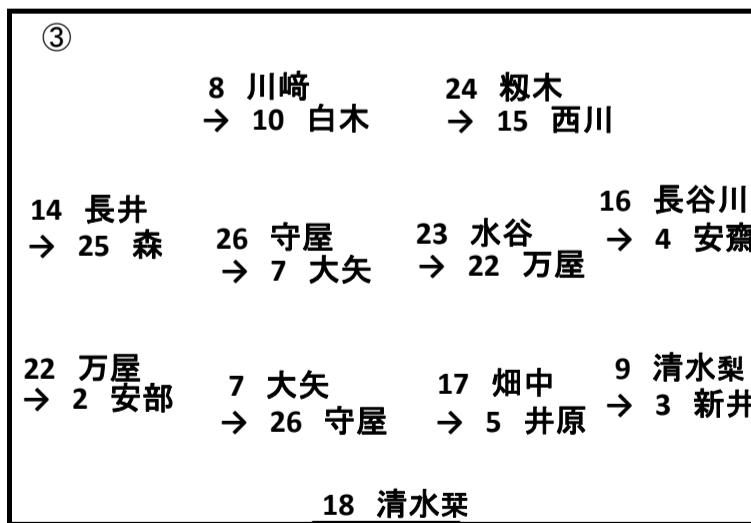 ③
8 川﨑
→ 10 白木
24 籾木
→ 15 西川
14 長井
→ 25 森
26 守屋
→ 7 大矢
23 水谷
→ 22 万屋
16 長谷川
→ 4 安齋
22 万屋
→ 2 安部
7 大矢
→ 26 守屋
17 畑中
→ 5 井原
9 清水梨
→ 3 新井
18 清水栞